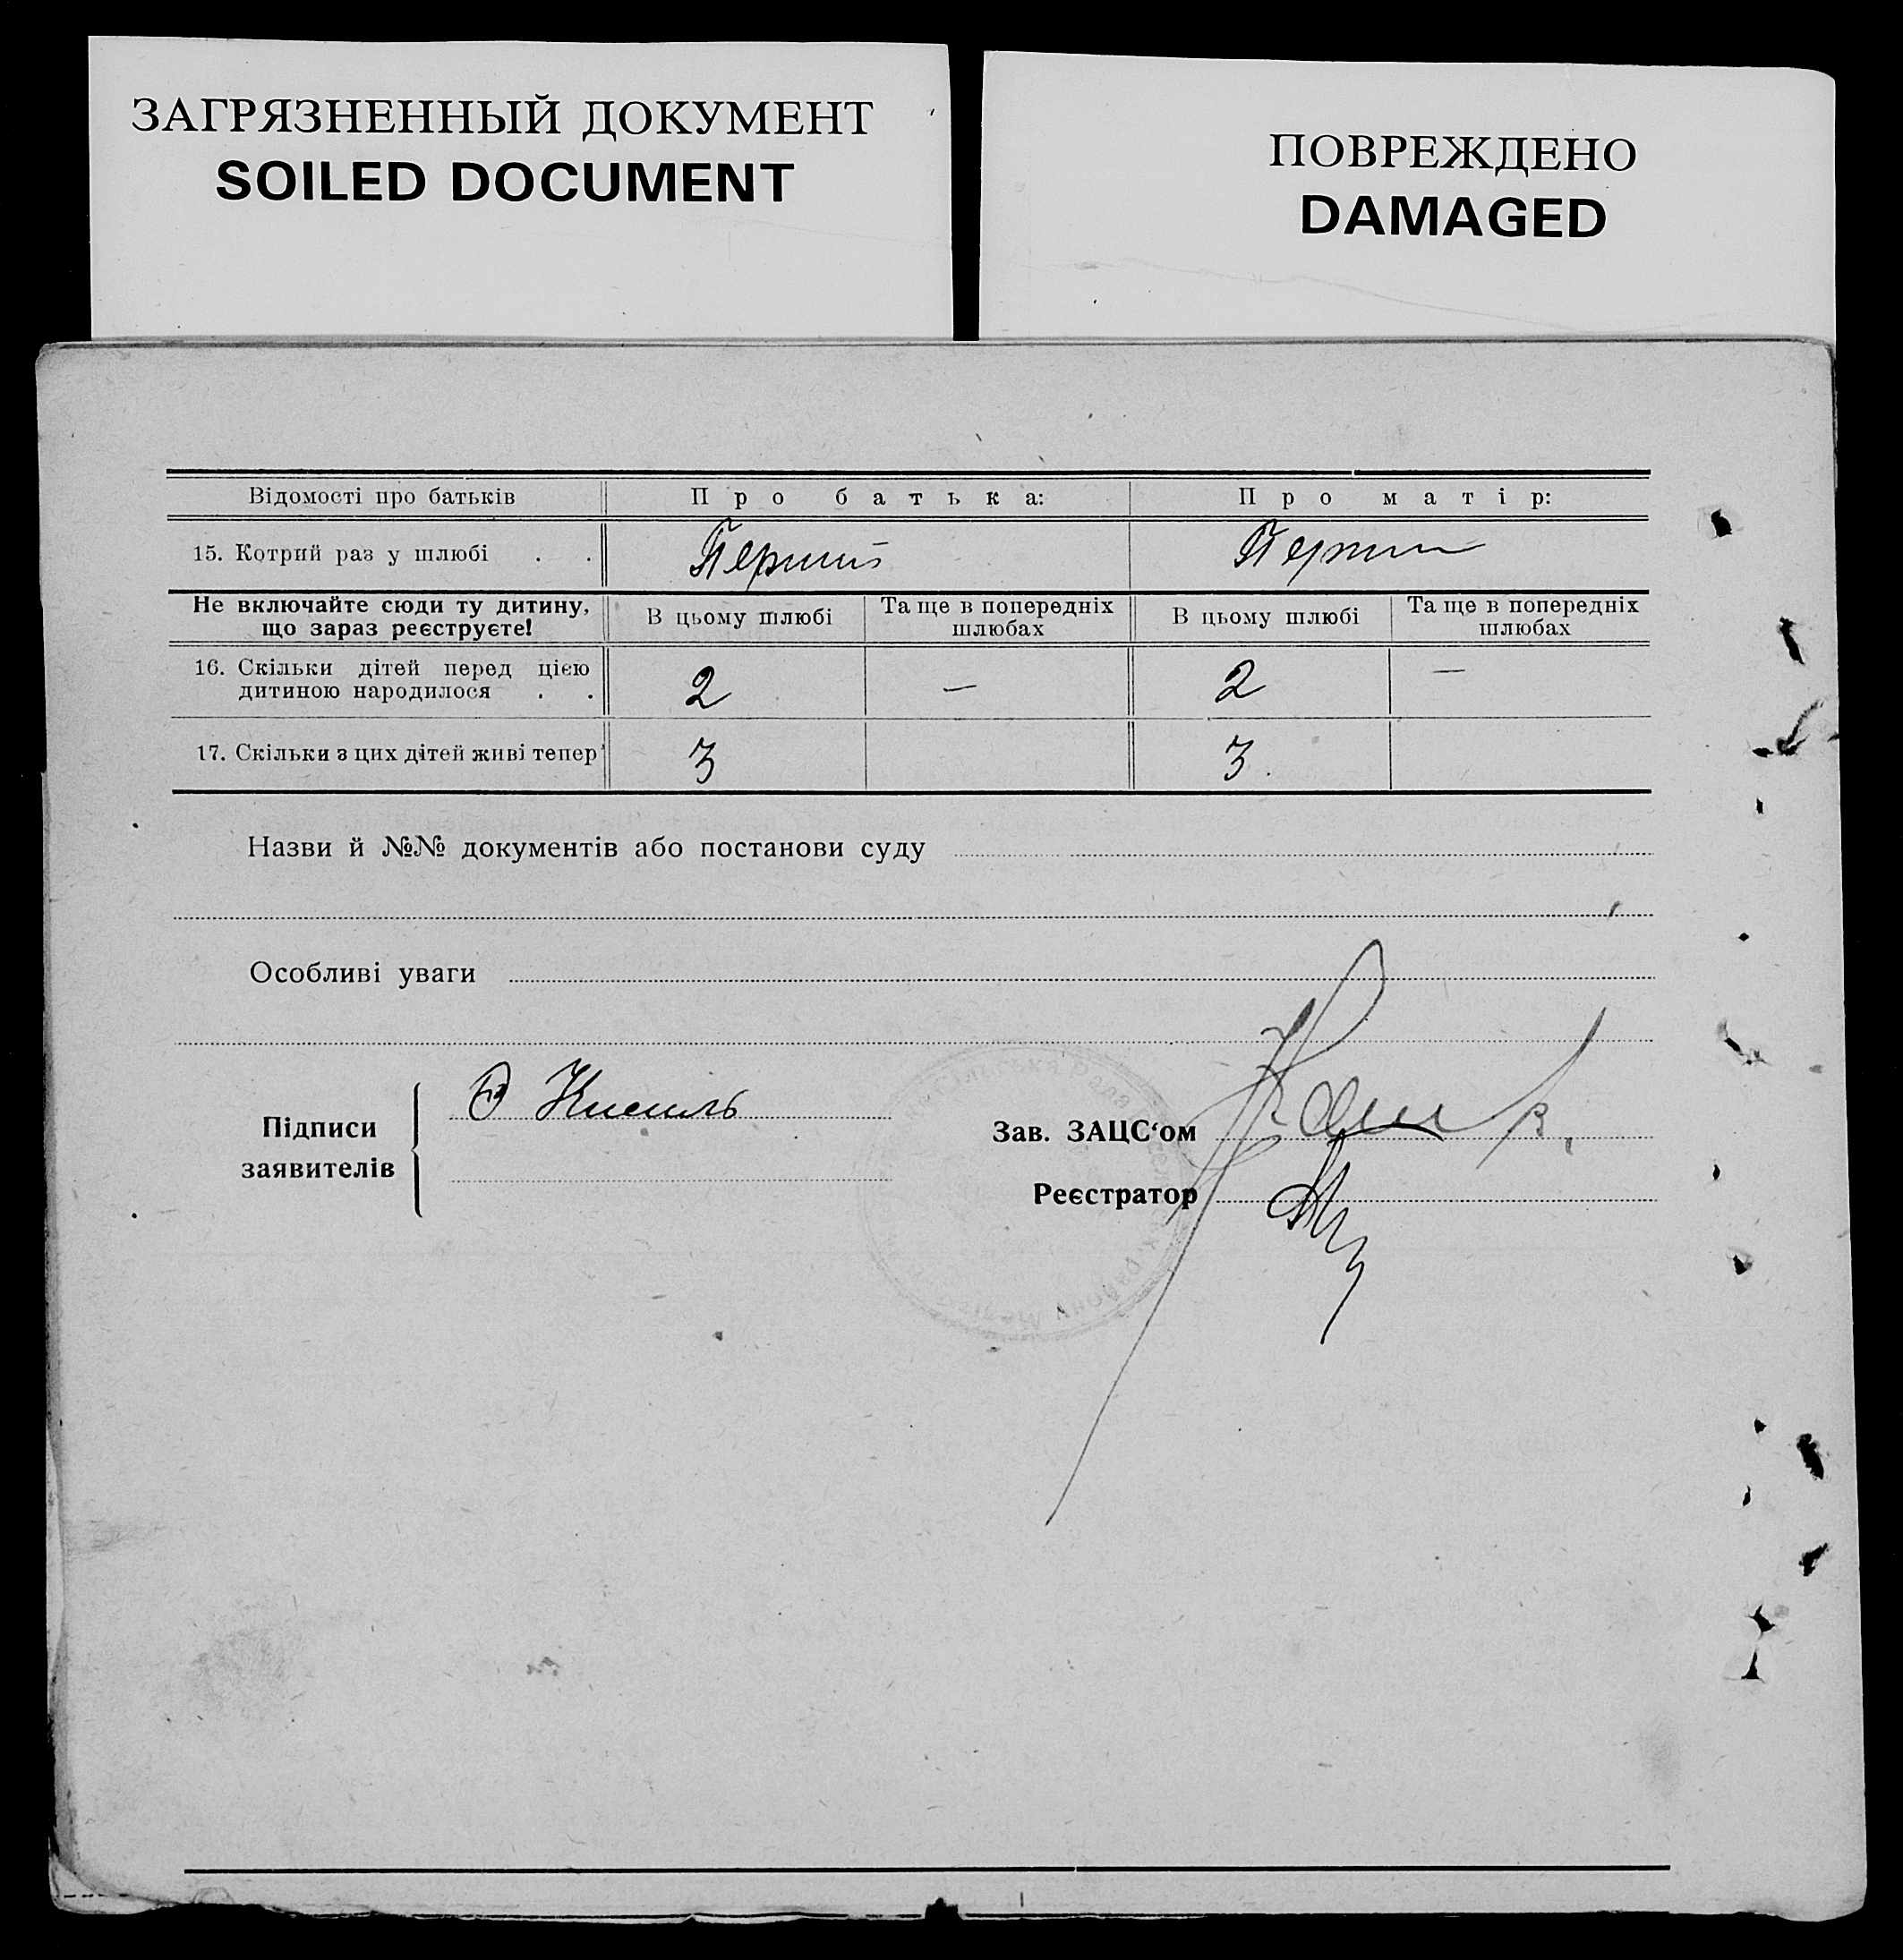 ЗАГРЯЗНЕННЫЙ ДОКУМЕНТ
SOILED DOCUMENT
ПОВРЕЖДЕНО
DAMAGED
Відомості про батьків Про батька: Про матір:
15. Котрий раз у шлюбі . . Перший
Не включайте сюди ту дитину, що зараз реєструєте! В цьому шлюбі Та ще в попередніх шлюбах В цьому шлюбі Та ще в попередніх шлюбах
16. Скільки дітей перед цією
дитиною народилося . . 2 — 2 —
17. Скільки з цих дітей живі тепер 3 3
Назви й №№ документів або постанови суду
Особливі уваги
Підписи
заявителів
Зав. ЗАЦС‘ом
Реєстратор